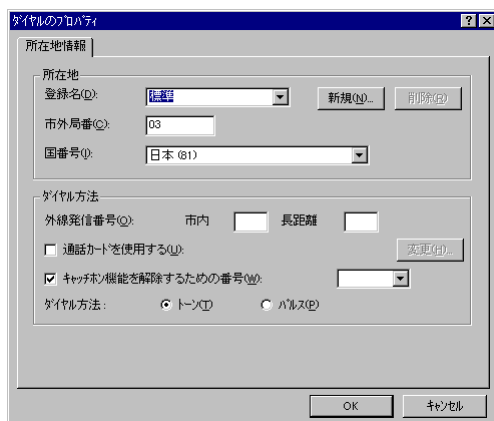 ダイヤルのプロパティ
所在地情報
所在地
登録名(D): 標準 新規(N)... 削除(R)
市外局番(C): 03
国番号(I): 日本 (81)
ダイヤル方法
外線発信番号(O): 市内 長距離
通話カードを使用する(U): 変更(H)...
キャッチホン機能を解除するための番号(W):
ダイヤル方法: トーン(T) パルス(P)
OK キャンセル